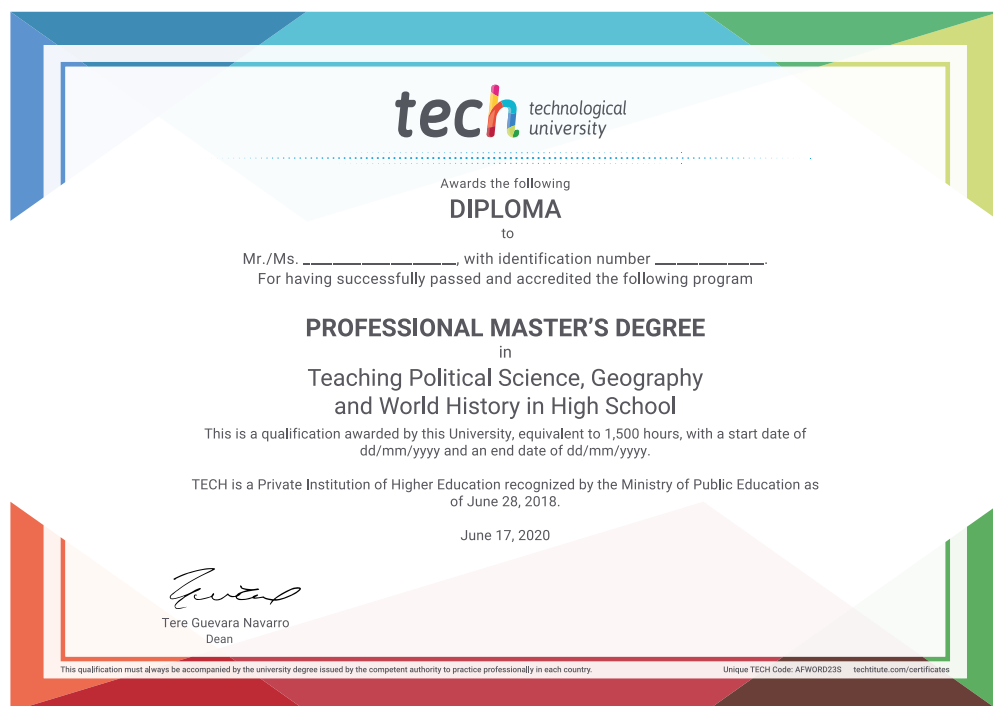 tech technological
university
Awards the following
DIPLOMA
to
Mr./Ms. ____________________, with identification number ______________.
For having successfully passed and accredited the following program
PROFESSIONAL MASTER’S DEGREE
in
Teaching Political Science, Geography
and World History in High School
This is a qualification awarded by this University, equivalent to 1,500 hours, with a start date of
dd/mm/yyyy and an end date of dd/mm/yyyy.
TECH is a Private Institution of Higher Education recognized by the Ministry of Public Education as
of June 28, 2018.
June 17, 2020
Tere Guevara Navarro
Dean
This qualification must always be accompanied by the university degree issued by the competent authority to practice professionally in each country. Unique TECH Code: AFWORD23S techtitute.com/certificates